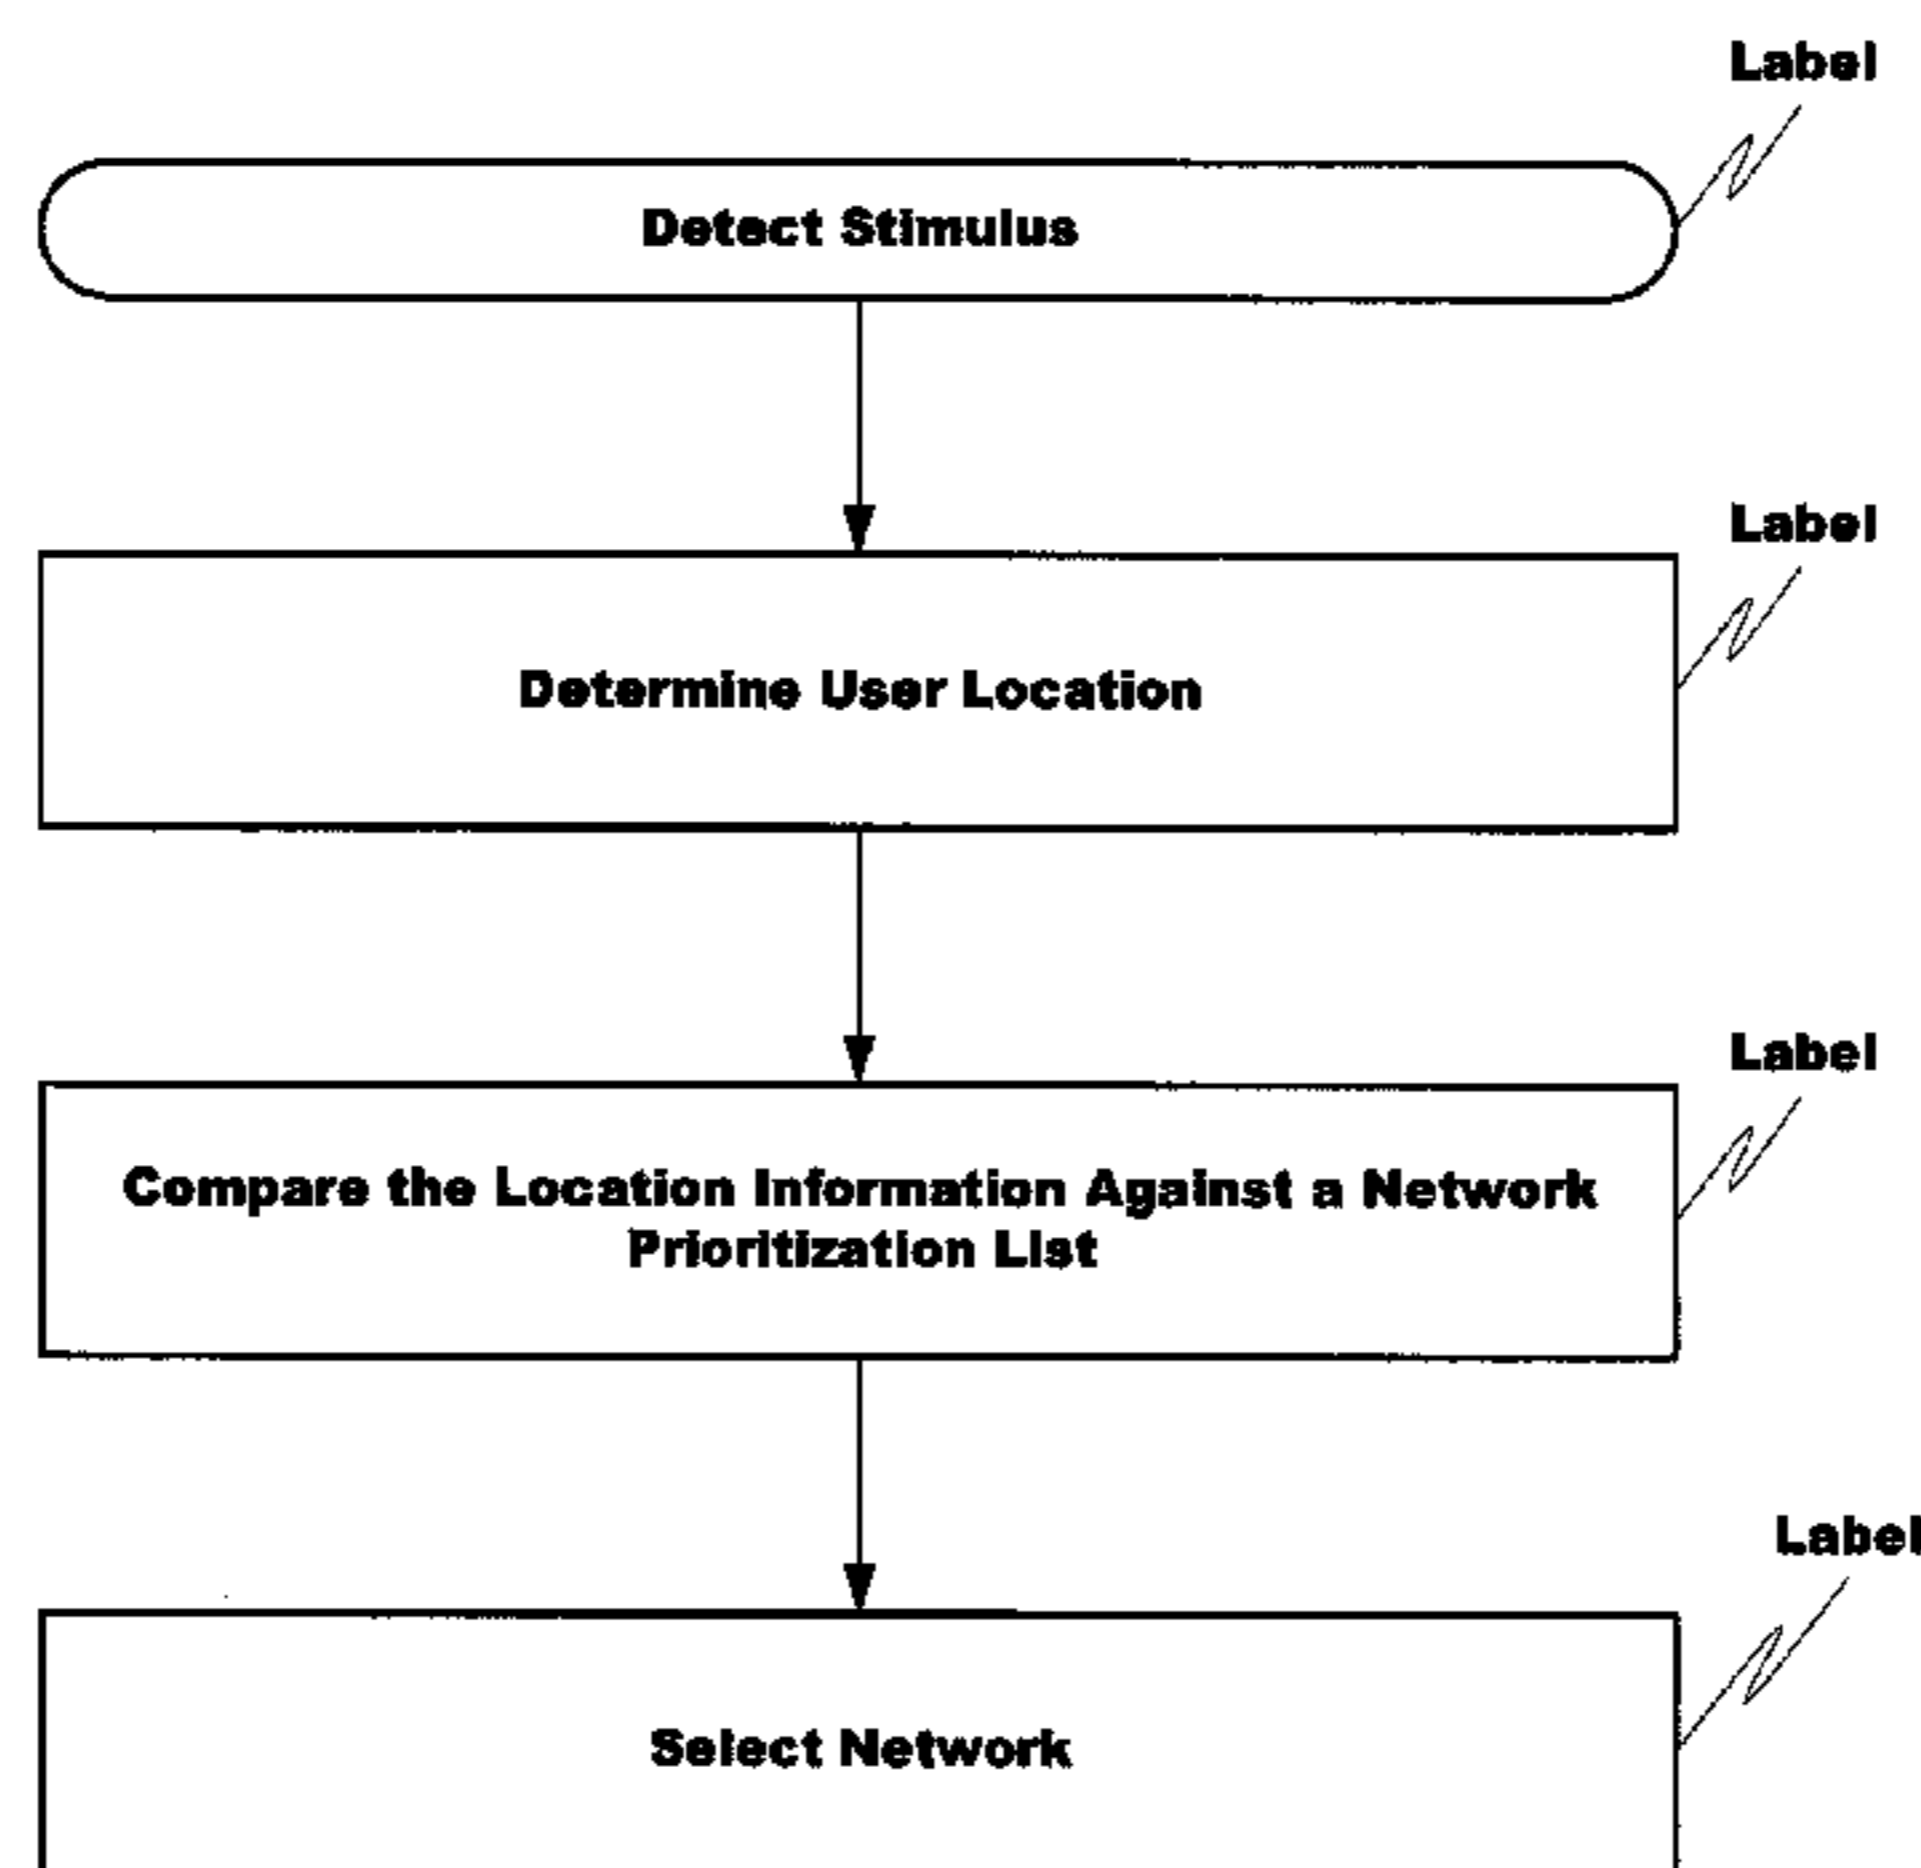 Label
Detect Stimulus
Label
Determine User Location
Label
Compare the Location Information Against a Network
Prioritization List
Label
Select Network